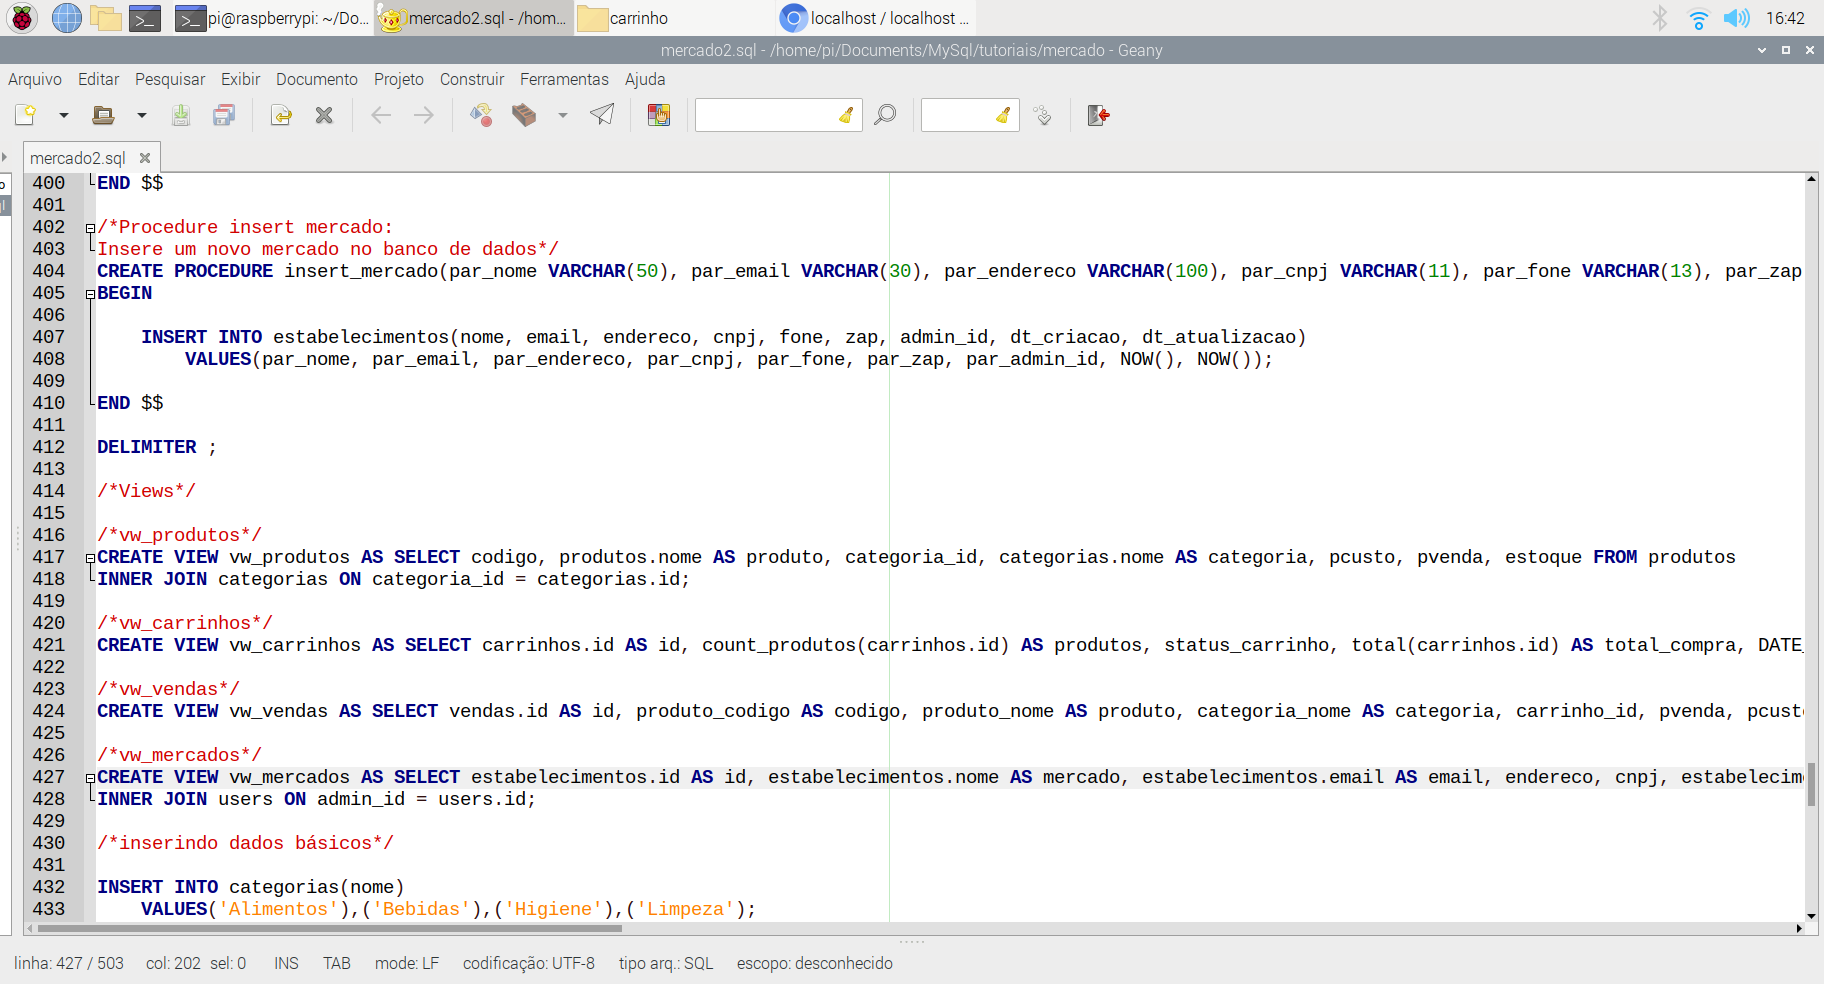 pi@raspberrypi: ~/Do... mercado2.sql - /hom... carrinho localhost / localhost ... 16:42
mercado2.sql - /home/pi/Documents/MySql/tutoriais/mercado - Geany
Arquivo Editar Pesquisar Exibir Documento Projeto Construir Ferramentas Ajuda
mercado2.sql
400 END $$
401
402 /*Procedure insert mercado:
403 Insere um novo mercado no banco de dados*/
404 CREATE PROCEDURE insert_mercado(par_nome VARCHAR(50), par_email VARCHAR(30), par_endereco VARCHAR(100), par_cnpj VARCHAR(11), par_fone VARCHAR(13), par_zap
405 BEGIN
406
407 INSERT INTO estabelecimentos(nome, email, endereco, cnpj, fone, zap, admin_id, dt_criacao, dt_atualizacao)
408 VALUES(par_nome, par_email, par_endereco, par_cnpj, par_fone, par_zap, par_admin_id, NOW(), NOW());
409
410 END $$
411
412 DELIMITER ;
413
414 /*Views*/
415
416 /*vw_produtos*/
417 CREATE VIEW vw_produtos AS SELECT codigo, produtos.nome AS produto, categoria_id, categorias.nome AS categoria, pcusto, pvenda, estoque FROM produtos
418 INNER JOIN categorias ON categoria_id = categorias.id;
419
420 /*vw_carrinhos*/
421 CREATE VIEW vw_carrinhos AS SELECT carrinhos.id AS id, count_produtos(carrinhos.id) AS produtos, status_carrinho, total(carrinhos.id) AS total_compra, DATE_
422
423 /*vw_vendas*/
424 CREATE VIEW vw_vendas AS SELECT vendas.id AS id, produto_codigo AS codigo, produto_nome AS produto, categoria_nome AS categoria, carrinho_id, pvenda, pcust
425
426 /*vw_mercados*/
427 CREATE VIEW vw_mercados AS SELECT estabelecimentos.id AS id, estabelecimentos.nome AS mercado, estabelecimentos.email AS email, endereco, cnpj, estabelecim
428 INNER JOIN users ON admin_id = users.id;
429
430 /*inserindo dados básicos*/
431
432 INSERT INTO categorias(nome)
433 VALUES('Alimentos'),('Bebidas'),('Higiene'),('Limpeza');
linha: 427 / 503 col: 202 sel: 0 INS TAB mode: LF codificação: UTF-8 tipo arq.: SQL escopo: desconhecido